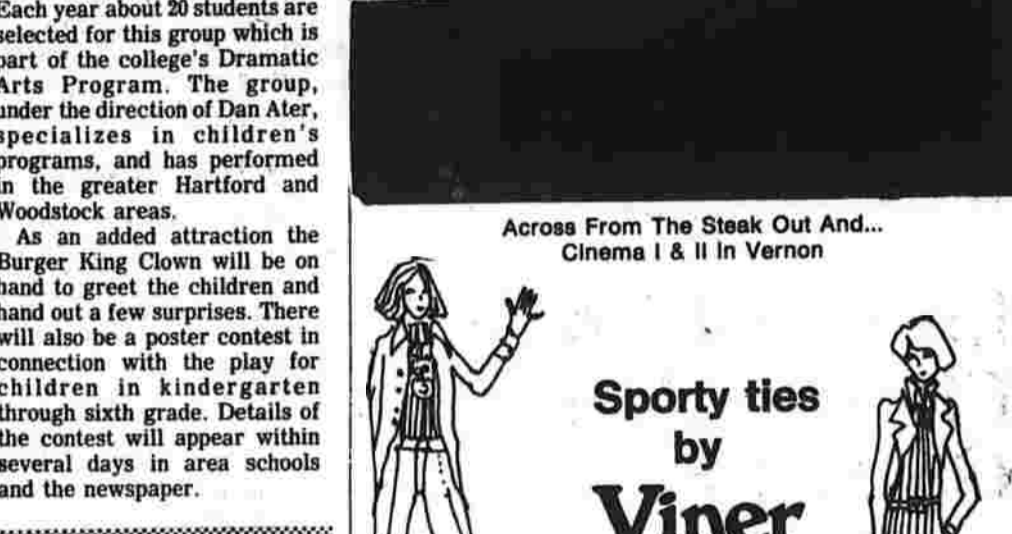 Each year about 20 students are
selected for this group which is
part of the college's Dramatic
Arts Program. The group,
under the direction of Dan Ater,
specializes in children's
programs, and has performed
in the greater Hartford and
Woodstock areas.
As an added attraction the
Burger King Clown will be on
hand to greet the children and
hand out a few surprises. There
will also be a poster contest in
connection with the play for
children in kindergarten
through sixth grade. Details of
the contest will appear within
several days in area schools
and the newspaper.
Across From The Steak Out And...
Cinema I & II In Vernon
Sporty ties
by
Viner